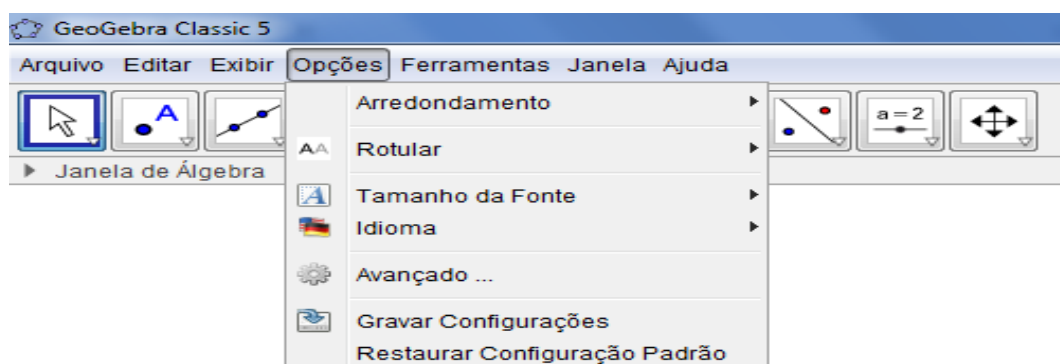 GeoGebra Classic 5
Arquivo Editar Exibir Opções Ferramentas Janela Ajuda
A
a = 2
Janela de Álgebra
Arredondamento
AA Rotular
A Tamanho da Fonte
Idioma
Avançado ...
Gravar Configurações
Restaurar Configuração Padrão